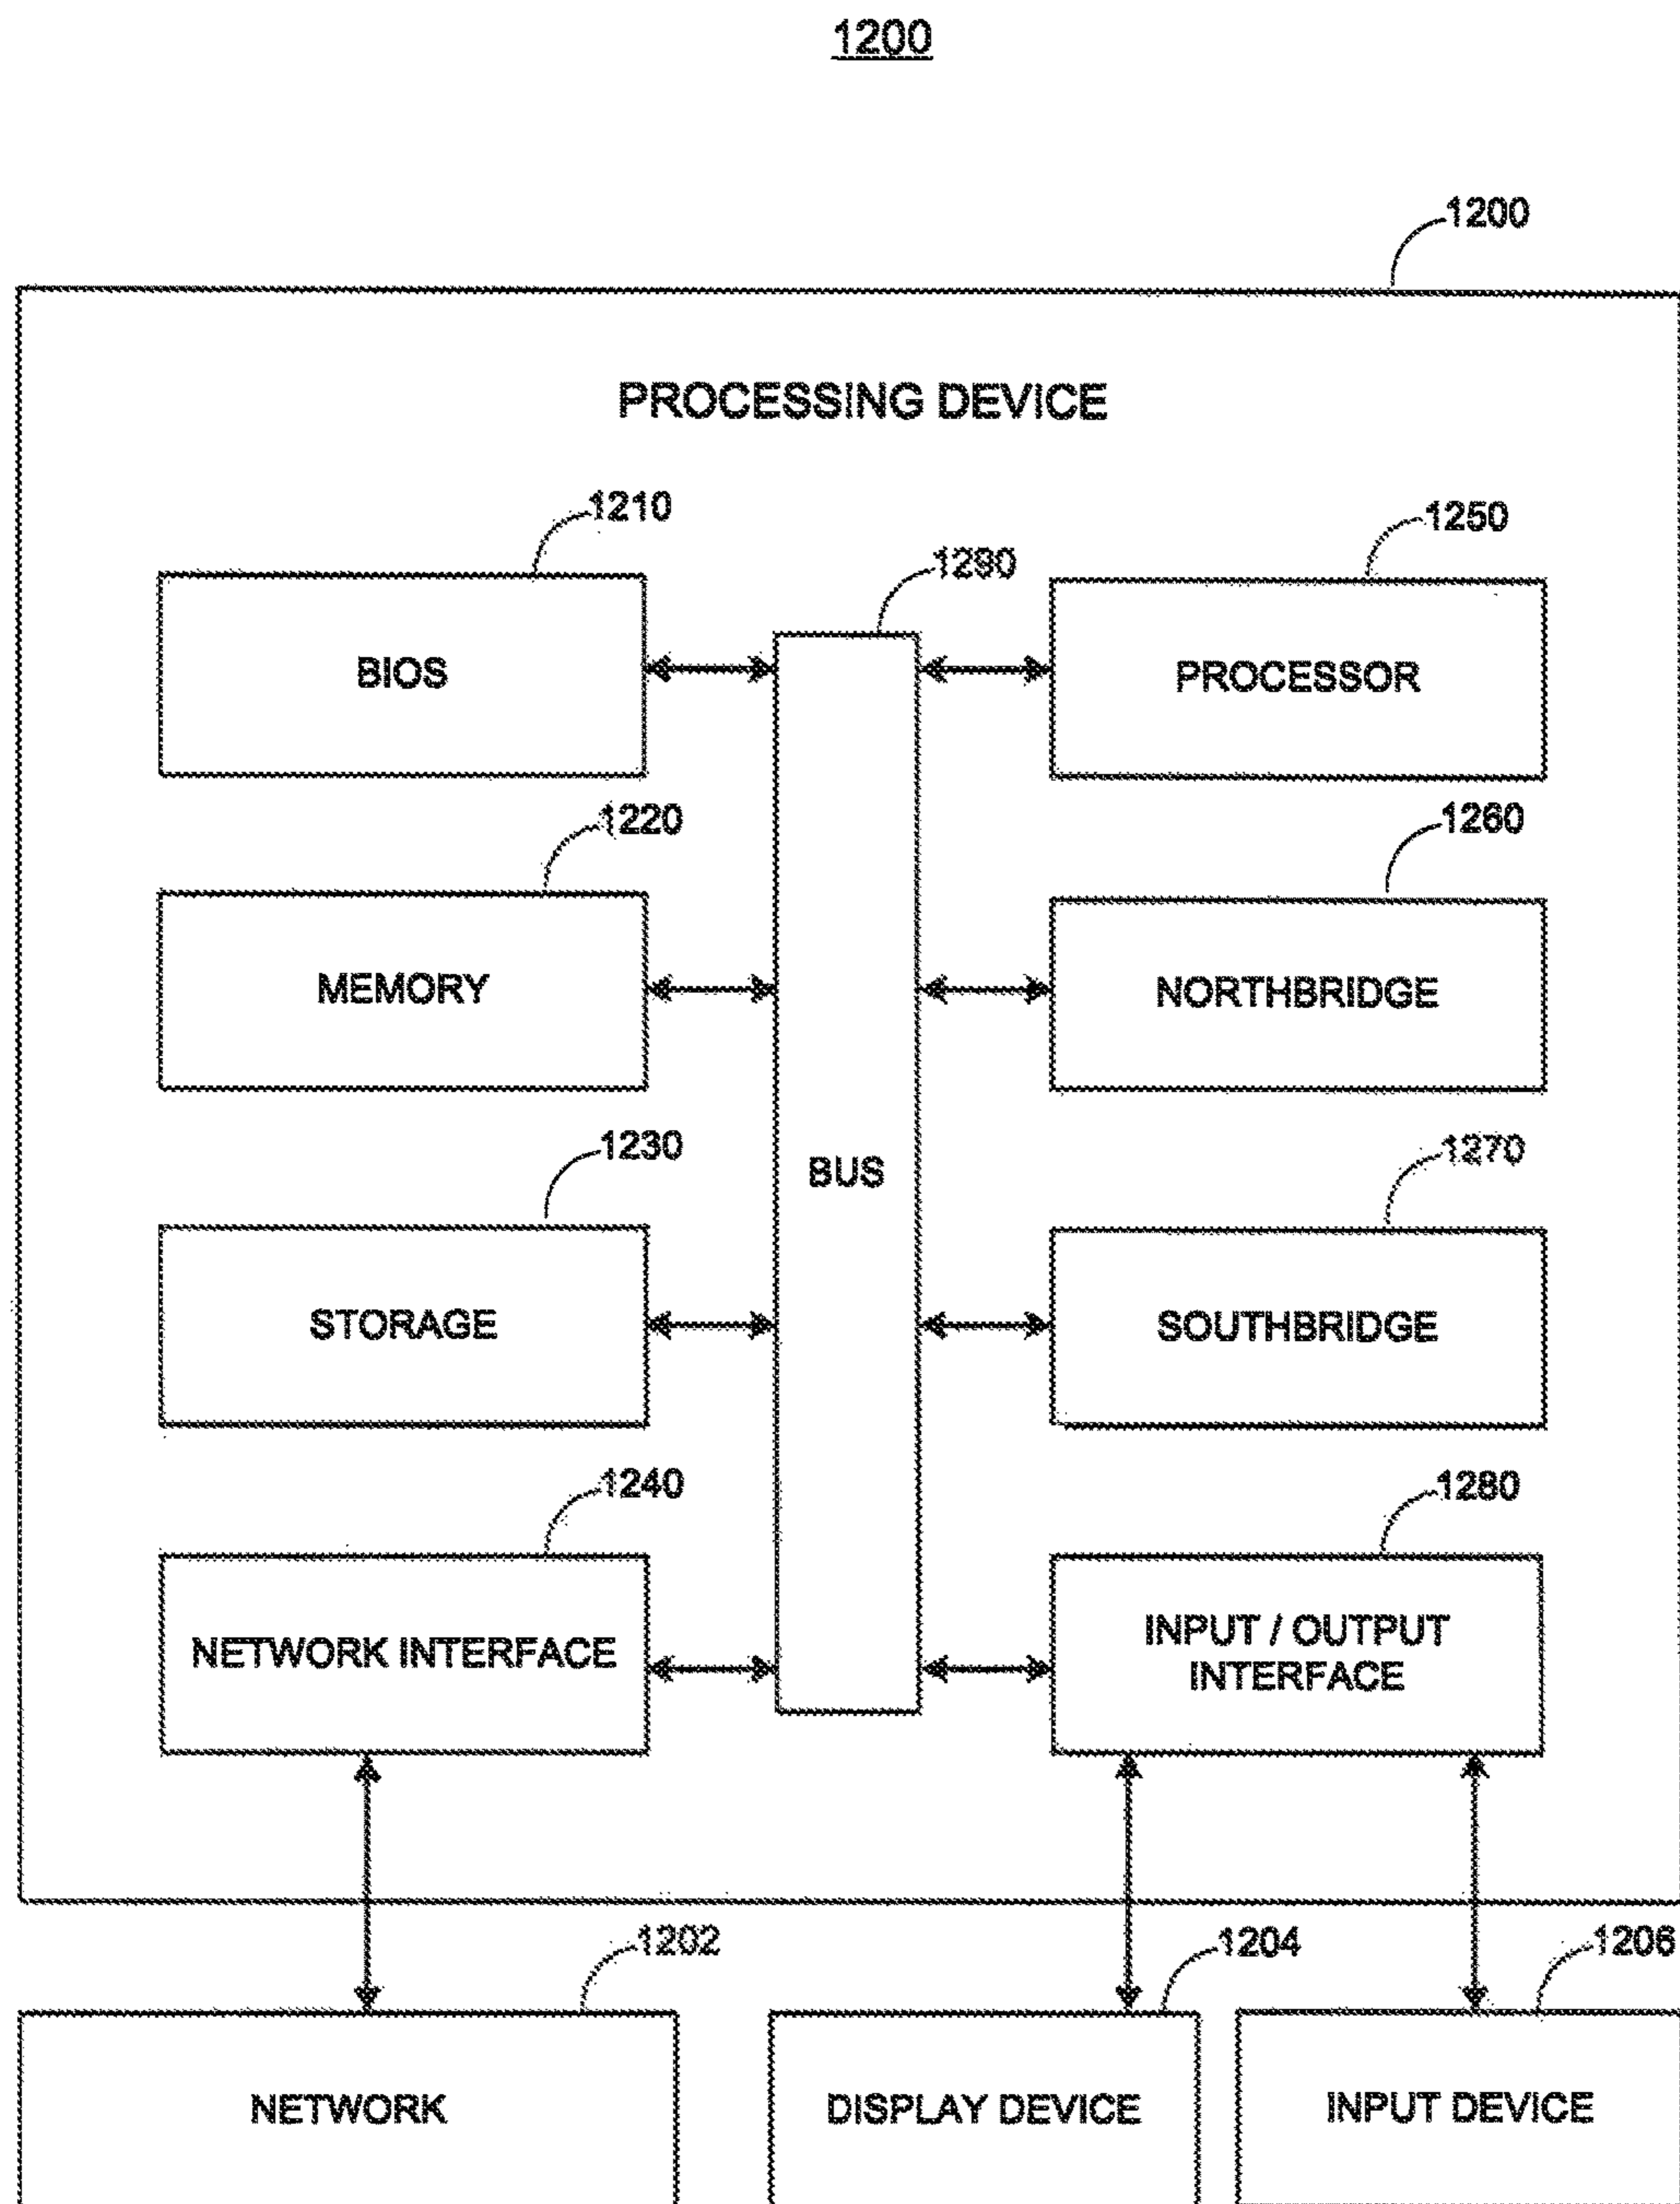 1200
1200
PROCESSING DEVICE
1210
1250
1290
BIOS
PROCESSOR
1220
1260
MEMORY
NORTHBRIDGE
1230
1270
BUS
STORAGE
SOUTHBRIDGE
1240
1280
NETWORK INTERFACE
INPUT / OUTPUT
INTERFACE
1202
1204
1206
NETWORK
DISPLAY DEVICE
INPUT DEVICE